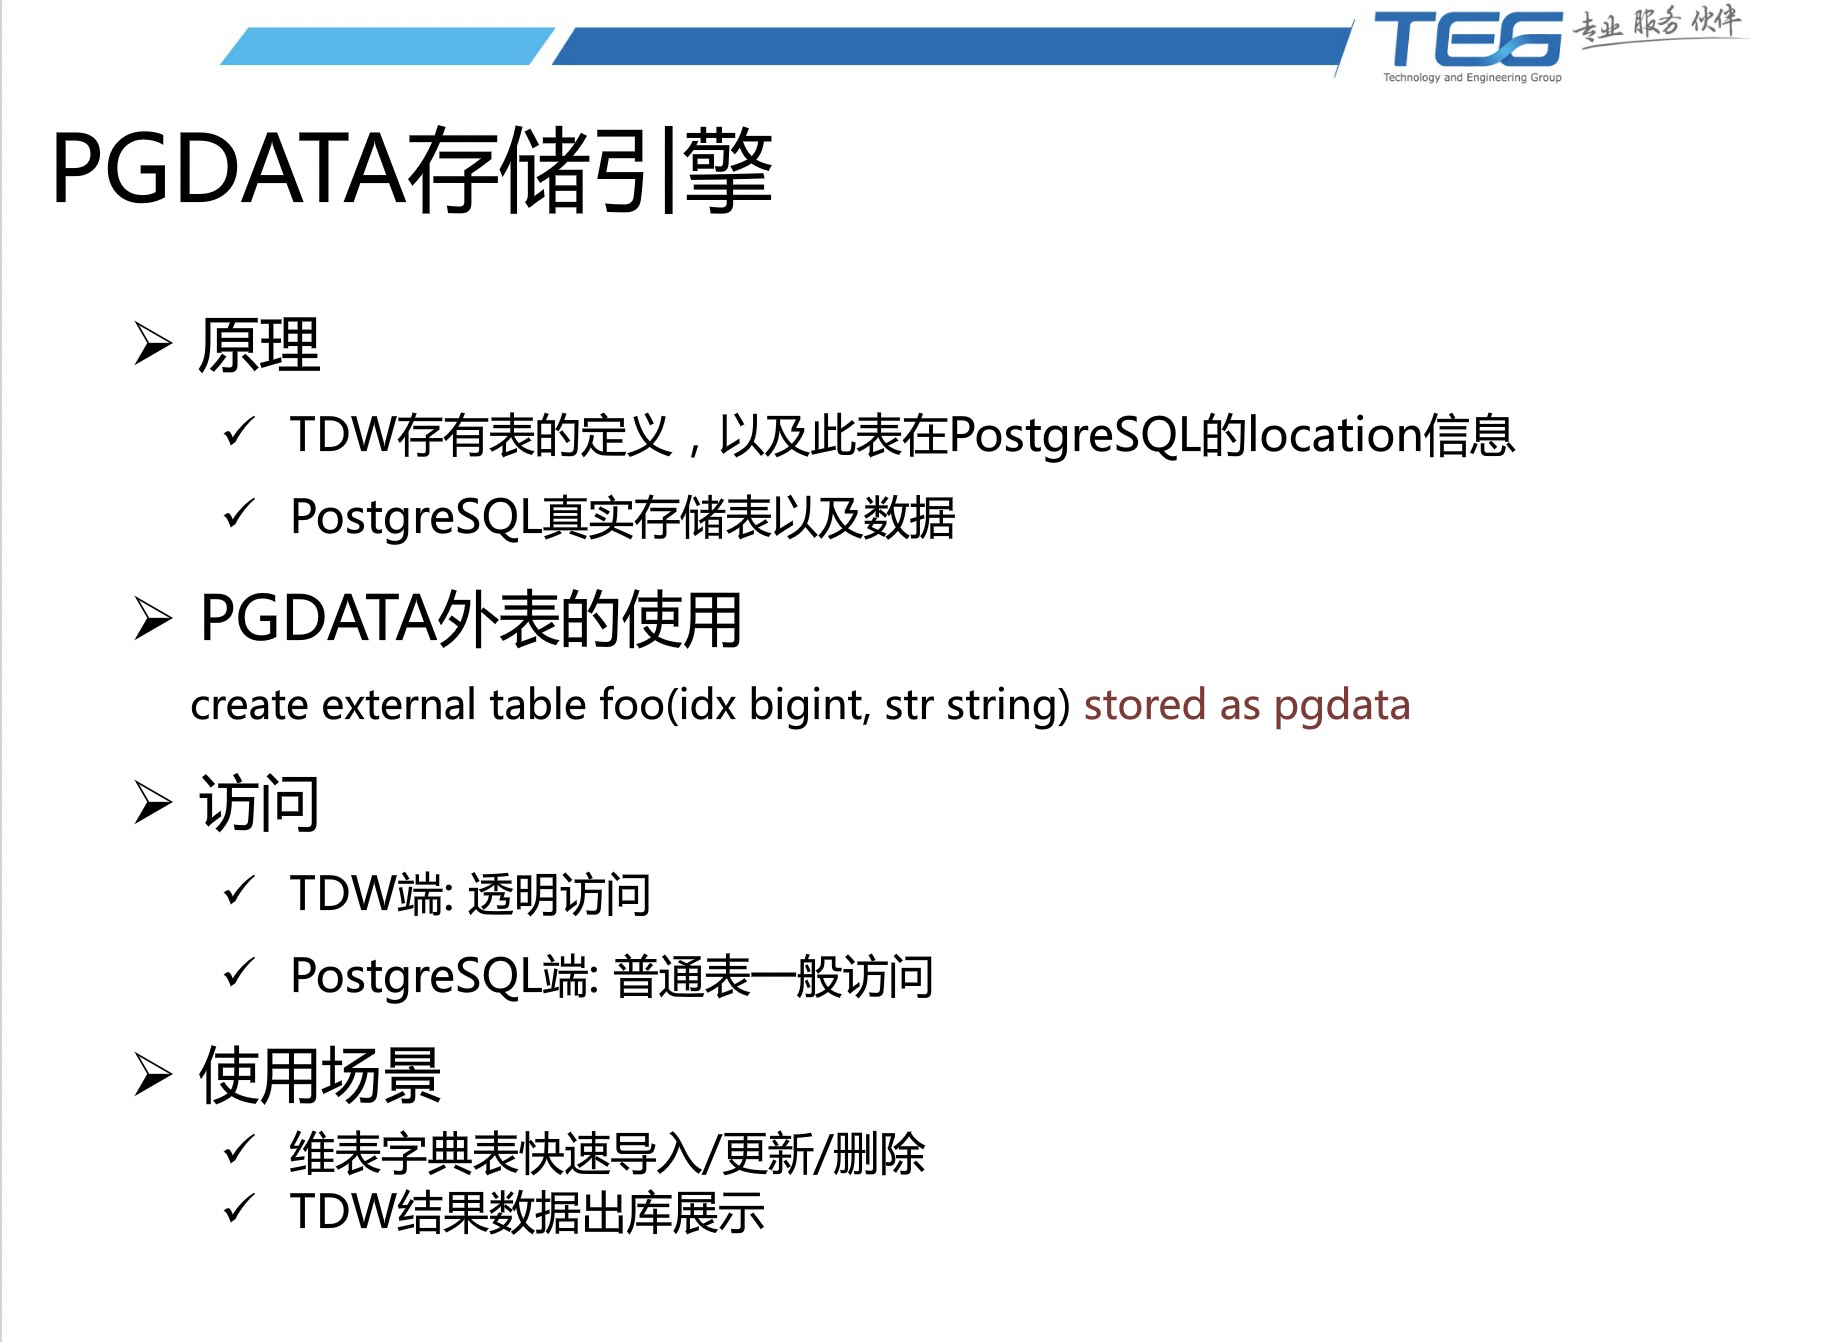 TEG 专业 服务 伙伴
Technology and Engineering Group
PGDATA存储引擎
原理
TDW存有表的定义，以及此表在PostgreSQL的location信息
PostgreSQL真实存储表以及数据
PGDATA外表的使用
create external table foo(idx bigint, str string) stored as pgdata
访问
TDW端: 透明访问
PostgreSQL端: 普通表一般访问
使用场景
维表字典表快速导入/更新/删除
TDW结果数据出库展示